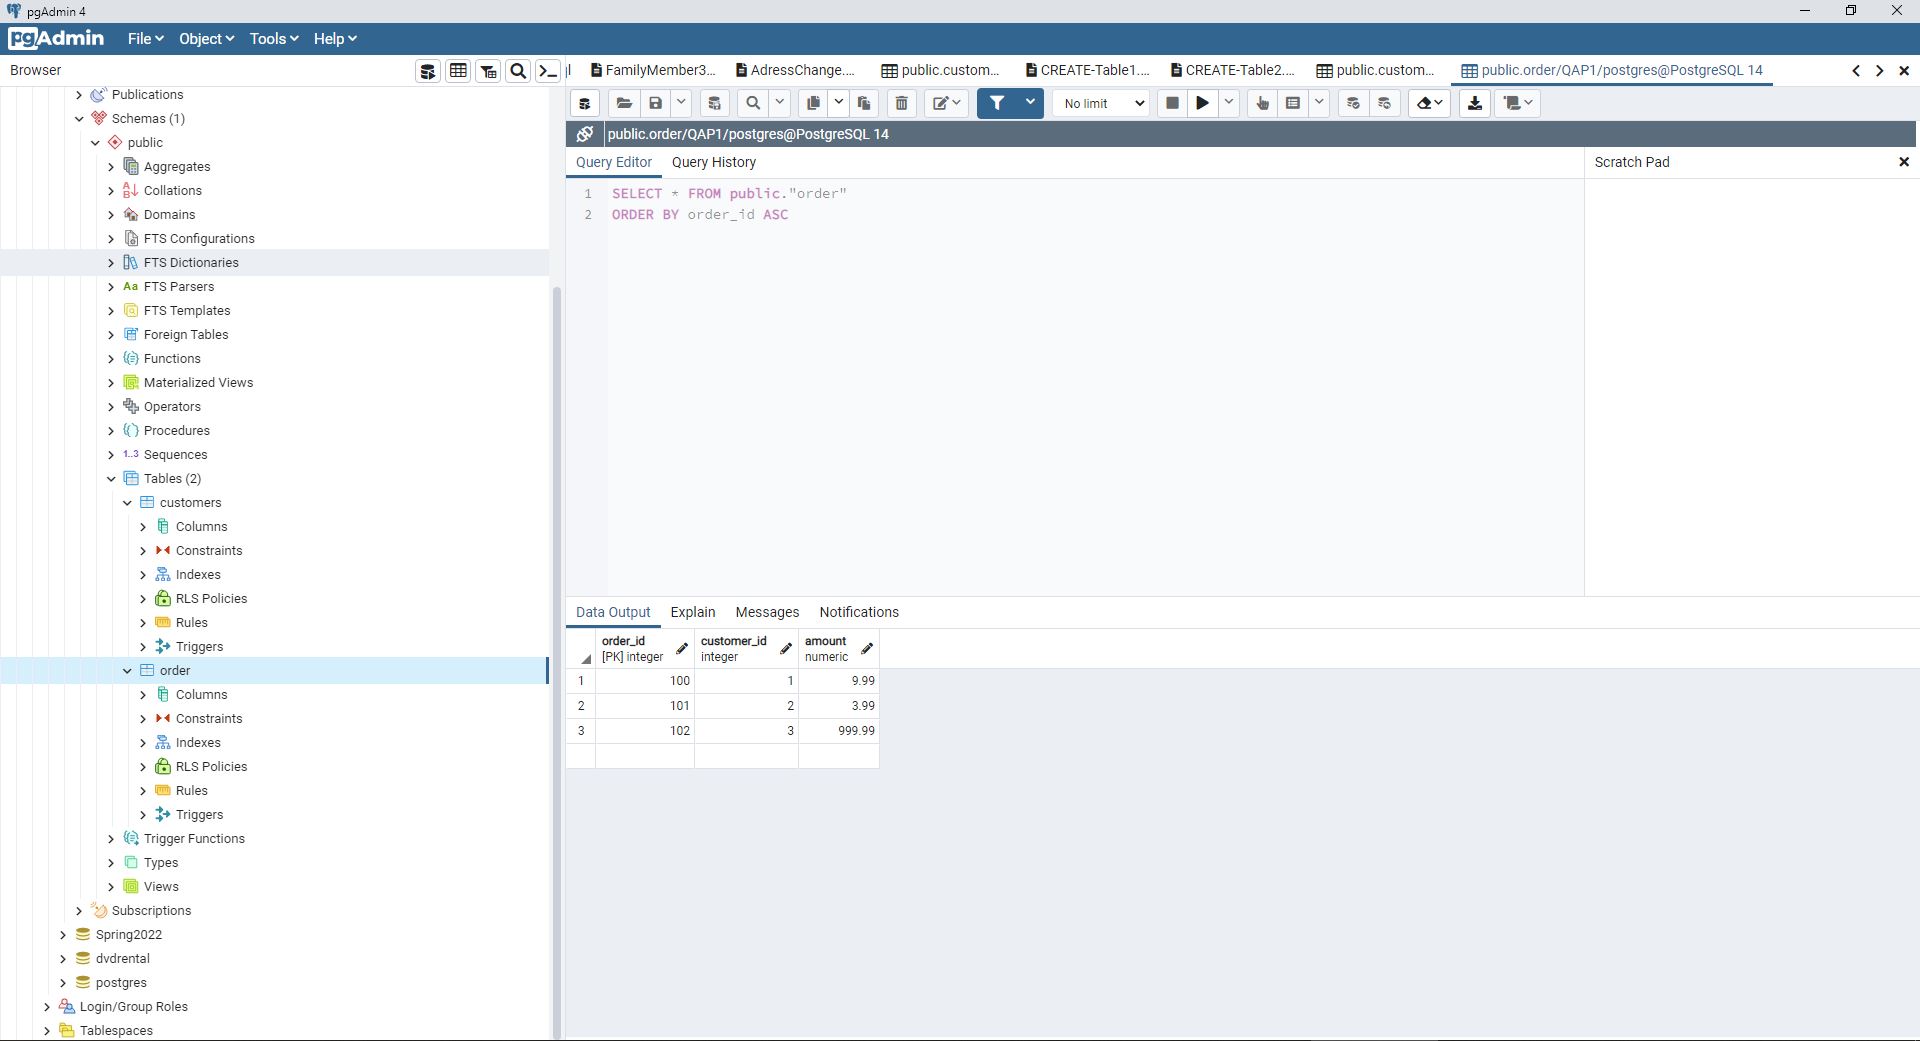 pgAdmin 4
pgAdmin File Object Tools Help
Browser
FamilyMember3... AdressChange.... public.custom... CREATE-Table1.... CREATE-Table2.... public.custom... public.order/QAP1/postgres@PostgreSQL 14
No limit
public.order/QAP1/postgres@PostgreSQL 14
Query Editor Query History
Scratch Pad
1 SELECT * FROM public."order"
2 ORDER BY order_id ASC
Publications
Schemas (1)
public
Aggregates
Collations
Domains
FTS Configurations
FTS Dictionaries
Aa FTS Parsers
FTS Templates
Foreign Tables
Functions
Materialized Views
Operators
Procedures
1..3 Sequences
Tables (2)
customers
Columns
Constraints
Indexes
RLS Policies
Rules
Triggers
order
Columns
Constraints
Indexes
RLS Policies
Rules
Triggers
Trigger Functions
Types
Views
Subscriptions
Spring2022
dvdrental
postgres
Login/Group Roles
Tablespaces
Data Output Explain Messages Notifications
order_id customer_id amount
[PK] integer integer numeric
1 100 1 9.99
2 101 2 3.99
3 102 3 999.99